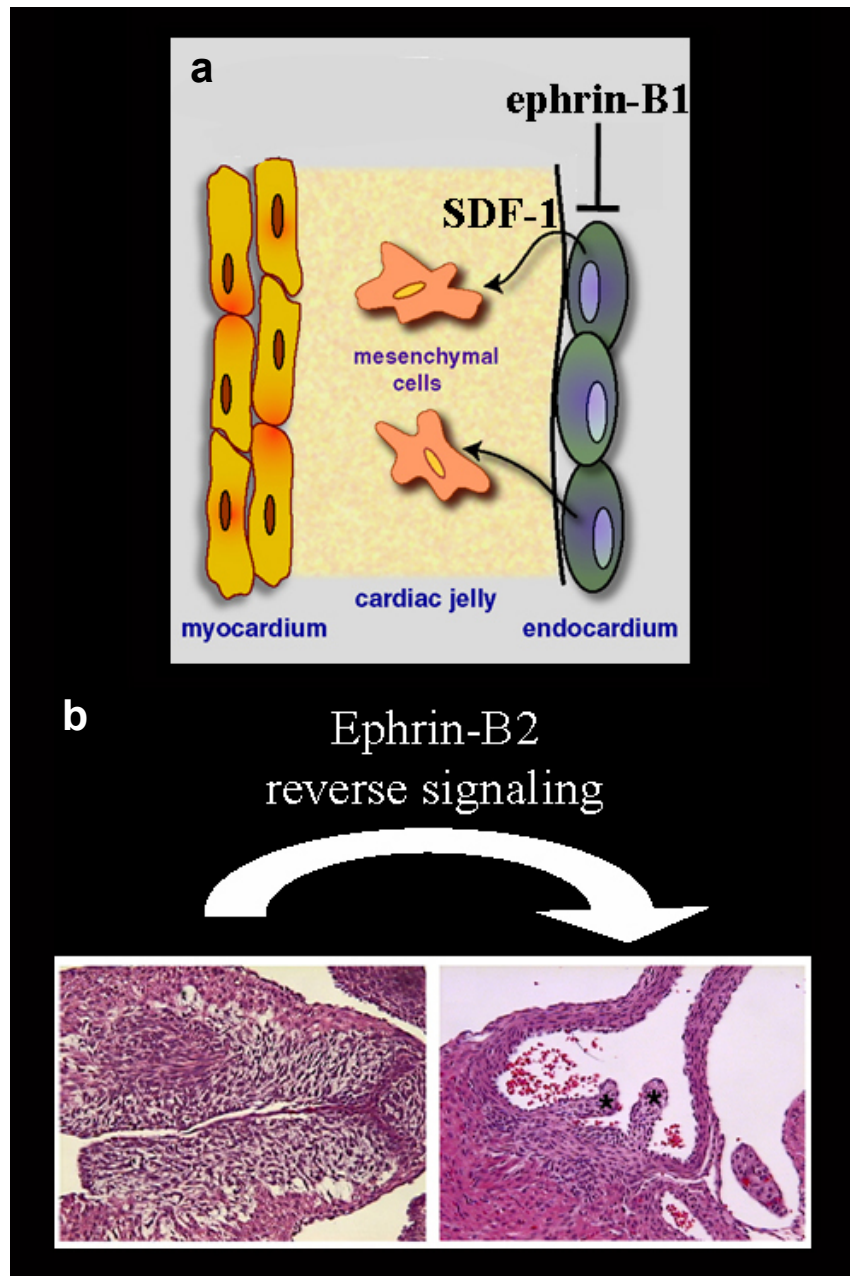 a
ephrin-B1
SDF-1
mesenchymal
cells
cardiac jelly
myocardium
endocardium
b
Ephrin-B2
reverse signaling
*
*